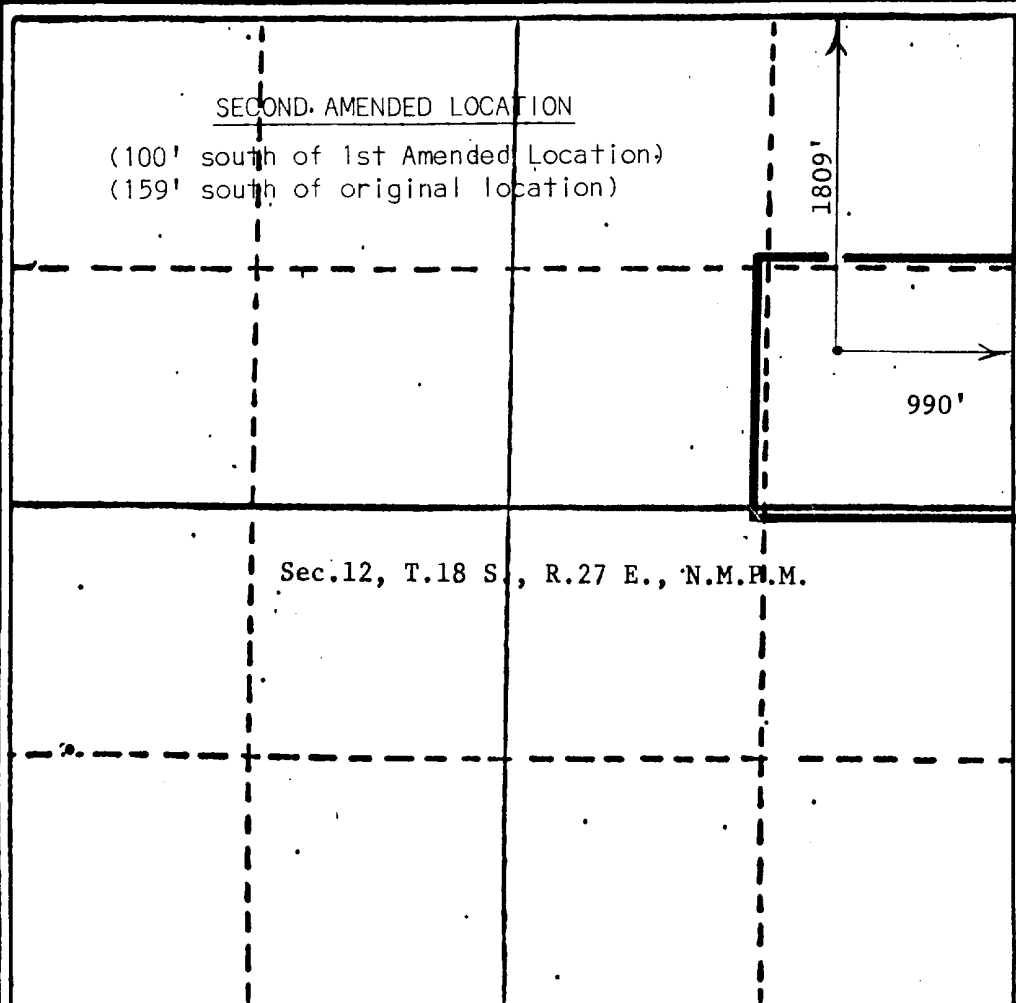 SECOND AMENDED LOCATION
(100' south of 1st Amended Location)
(159' south of original location)
1809'
990'
Sec.12, T.18 S., R.27 E., N.M.P.M.